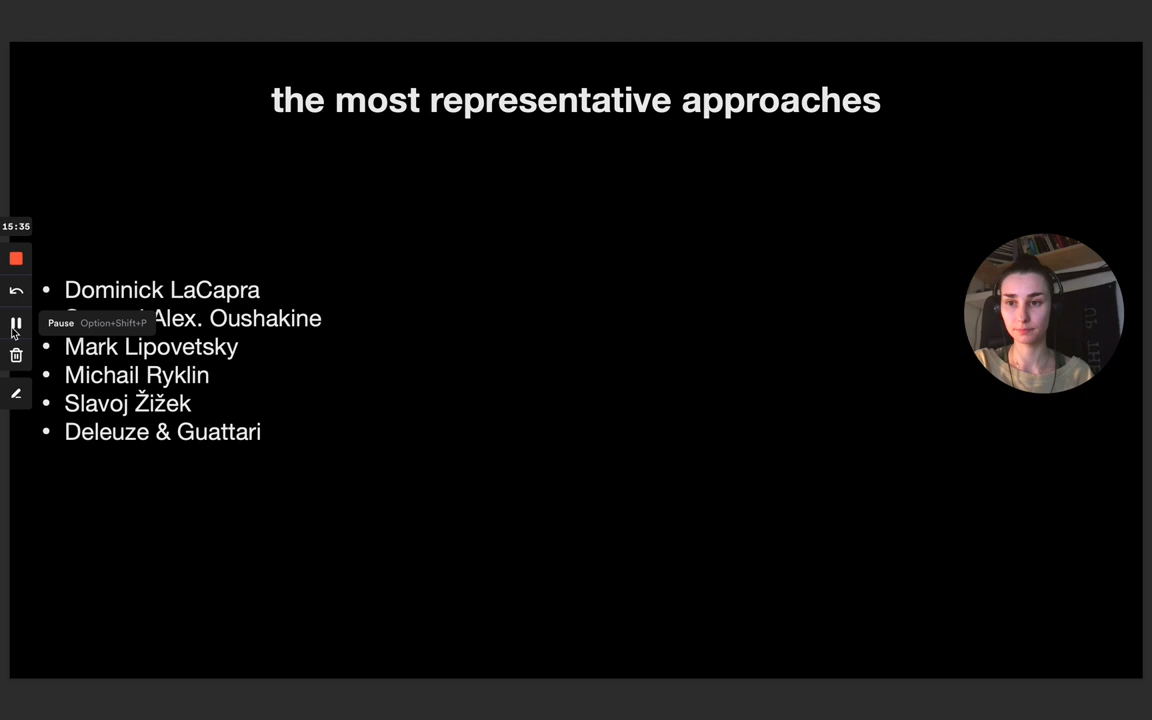 the most representative approaches
15:35
• Dominick LaCapra
Alex. Oushakine
Pause Option+Shift+P
• Mark Lipovetsky
• Michail Ryklin
• Slavoj Žižek
• Deleuze & Guattari